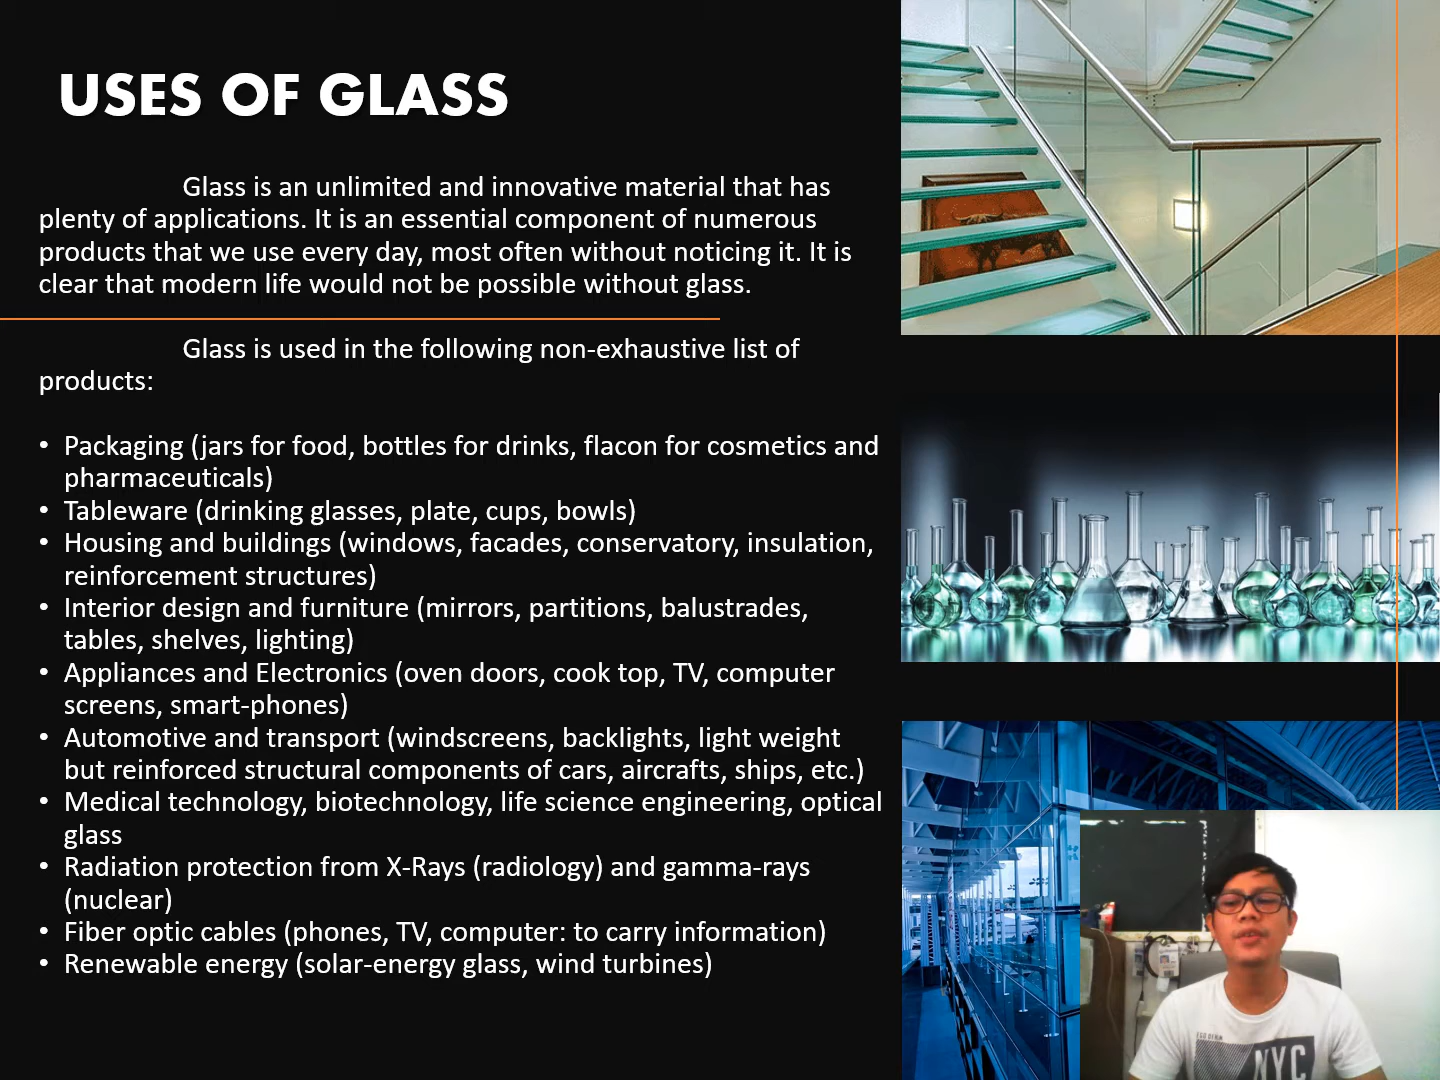 USES OF GLASS
Glass is an unlimited and innovative material that has
plenty of applications. It is an essential component of numerous
products that we use every day, most often without noticing it. It is
clear that modern life would not be possible without glass.
Glass is used in the following non-exhaustive list of
products:
• Packaging (jars for food, bottles for drinks, flacon for cosmetics and
pharmaceuticals)
• Tableware (drinking glasses, plate, cups, bowls)
• Housing and buildings (windows, facades, conservatory, insulation,
reinforcement structures)
• Interior design and furniture (mirrors, partitions, balustrades,
tables, shelves, lighting)
• Appliances and Electronics (oven doors, cook top, TV, computer
screens, smart-phones)
• Automotive and transport (windscreens, backlights, light weight
but reinforced structural components of cars, aircrafts, ships, etc.)
• Medical technology, biotechnology, life science engineering, optical
glass
• Radiation protection from X-Rays (radiology) and gamma-rays
(nuclear)
• Fiber optic cables (phones, TV, computer: to carry information)
• Renewable energy (solar-energy glass, wind turbines)
NYC